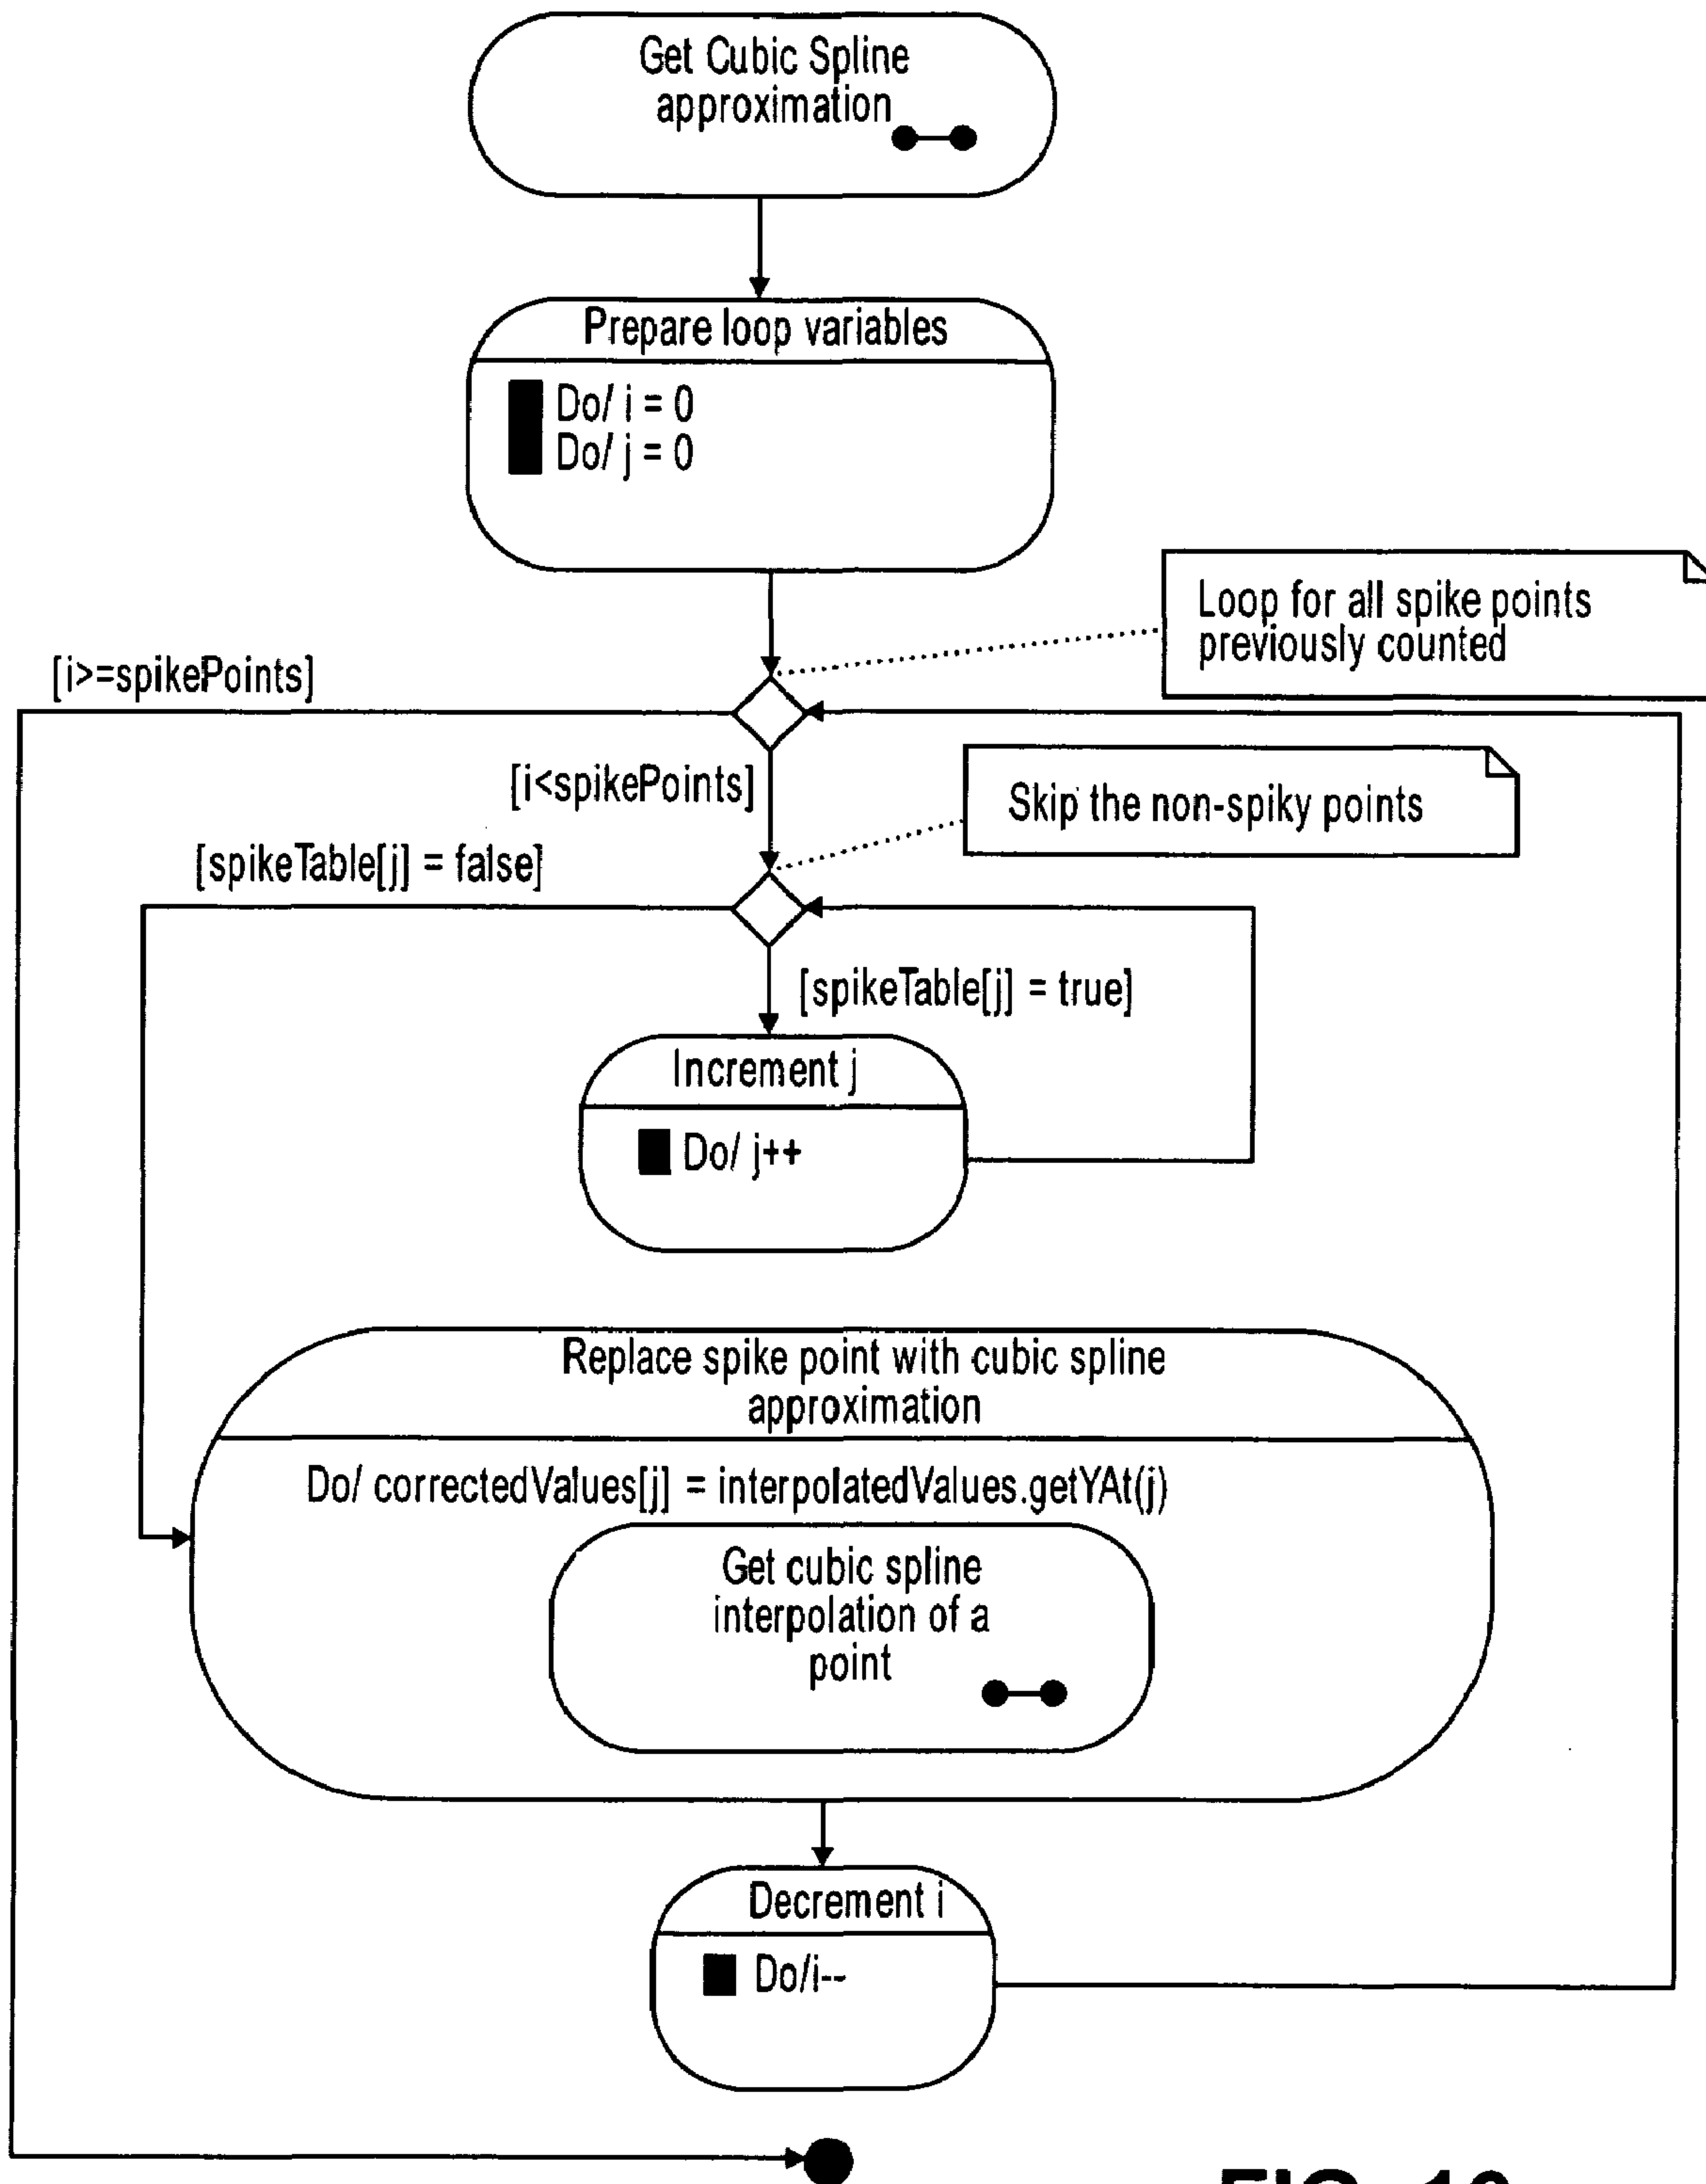 Get Cubic Spline
approximation
Prepare loop variables
Do/ i = 0
Do/ j = 0
Loop for all spike points
previously counted
[i>=spikePoints]
[i<spikePoints]
Skip the non-spiky points
[spikeTable[j] = false]
[spikeTable[j] = true]
Increment j
Do/ j++
Replace spike point with cubic spline
approximation
Do/ correctedValues[j] = interpolatedValues.getYAt(j)
Get cubic spline
interpolation of a
point
Decrement i
Do/i--